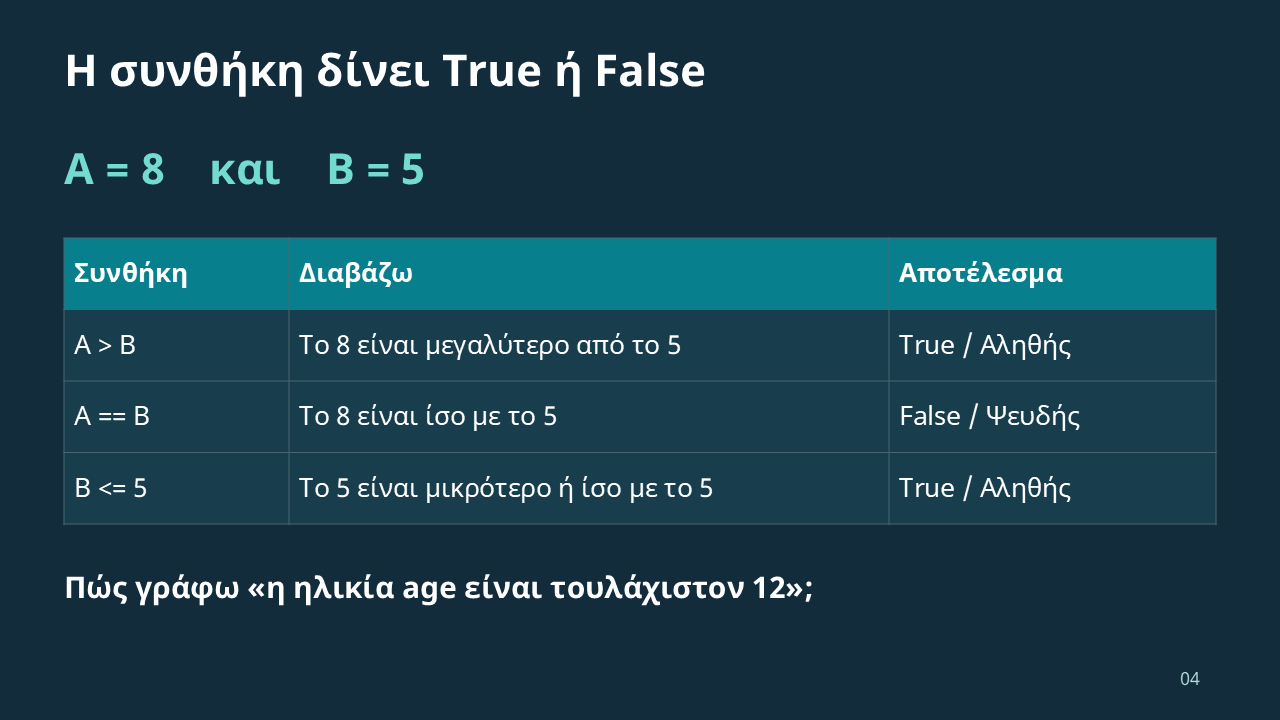 Η συνθήκη δίνει True ή False
A = 8 και B = 5
Συνθήκη Διαβάζω Αποτέλεσμα
A > B Το 8 είναι μεγαλύτερο από το 5 True / Αληθής
A == B Το 8 είναι ίσο με το 5 False / Ψευδής
B <= 5 Το 5 είναι μικρότερο ή ίσο με το 5 True / Αληθής
Πώς γράφω «η ηλικία age είναι τουλάχιστον 12»;
04